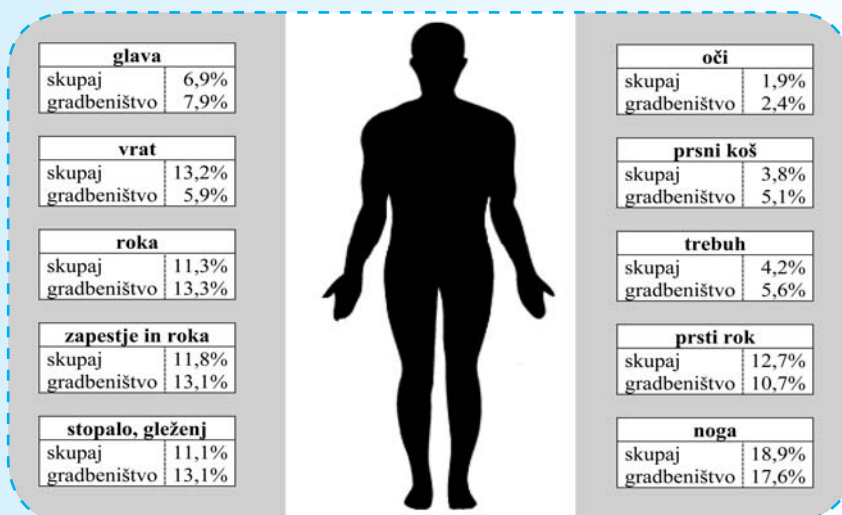 glava
skupaj 6,9%
gradbeništvo 7,9%
vrat
skupaj 13,2%
gradbeništvo 5,9%
roka
skupaj 11,3%
gradbeništvo 13,3%
zapestje in roka
skupaj 11,8%
gradbeništvo 13,1%
stopalo, gleženj
skupaj 11,1%
gradbeništvo 13,1%
oči
skupaj 1,9%
gradbeništvo 2,4%
prsni koš
skupaj 3,8%
gradbeništvo 5,1%
trebuh
skupaj 4,2%
gradbeništvo 5,6%
prsti rok
skupaj 12,7%
gradbeništvo 10,7%
noga
skupaj 18,9%
gradbeništvo 17,6%